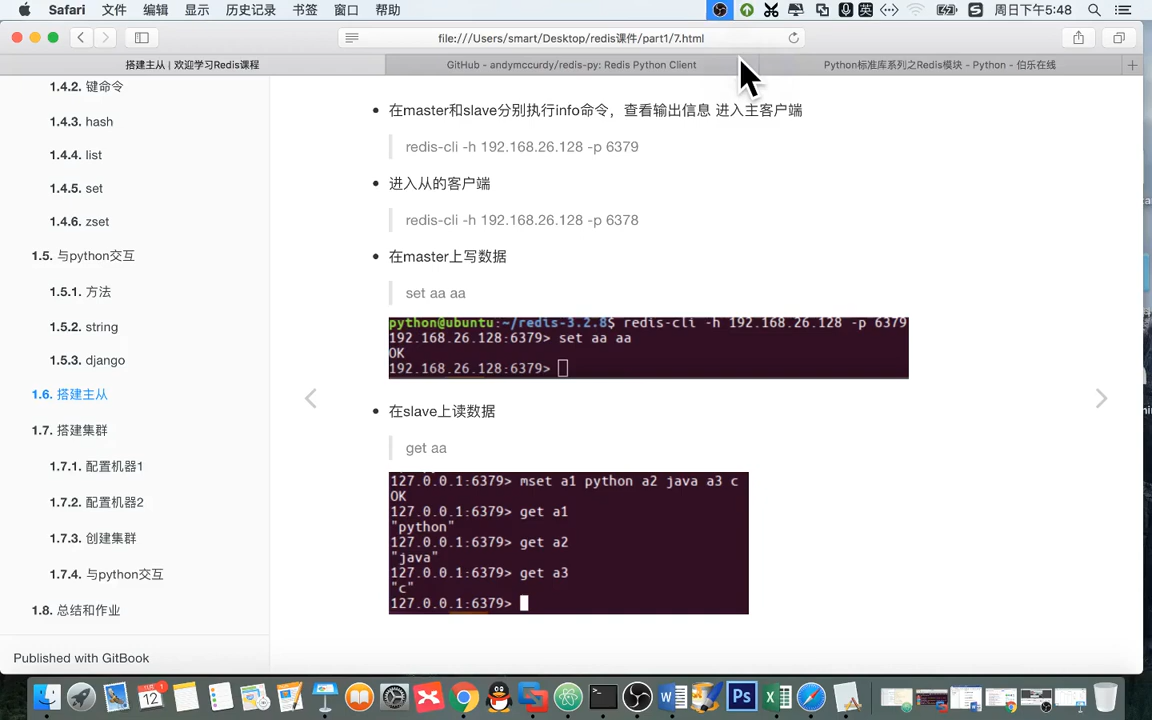 Safari 文件 编辑 显示 历史记录 书签 窗口 帮助 英 周日下午5:48
file:///Users/smart/Desktop/redis课件/part1/7.html
搭建主从 | 欢迎学习Redis课程
GitHub - andymccurdy/redis-py: Redis Python Client
Python标准库系列之Redis模块 - Python - 伯乐在线
1.4.2. 键命令
1.4.3. hash
1.4.4. list
1.4.5. set
1.4.6. zset
1.5. 与python交互
1.5.1. 方法
1.5.2. string
1.5.3. django
1.6. 搭建主从
1.7. 搭建集群
1.7.1. 配置机器1
1.7.2. 配置机器2
1.7.3. 创建集群
1.7.4. 与python交互
1.8. 总结和作业
Published with GitBook
在master和slave分别执行info命令，查看输出信息 进入主客户端
redis-cli -h 192.168.26.128 -p 6379
进入从的客户端
redis-cli -h 192.168.26.128 -p 6378
在master上写数据
set aa aa
python@ubuntu:~/redis-3.2.8$ redis-cli -h 192.168.26.128 -p 6379
192.168.26.128:6379> set aa aa
OK
192.168.26.128:6379>
在slave上读数据
get aa
127.0.0.1:6379> mset a1 python a2 java a3 c
OK
127.0.0.1:6379> get a1
"python"
127.0.0.1:6379> get a2
"java"
127.0.0.1:6379> get a3
"c"
127.0.0.1:6379>
12
Ps